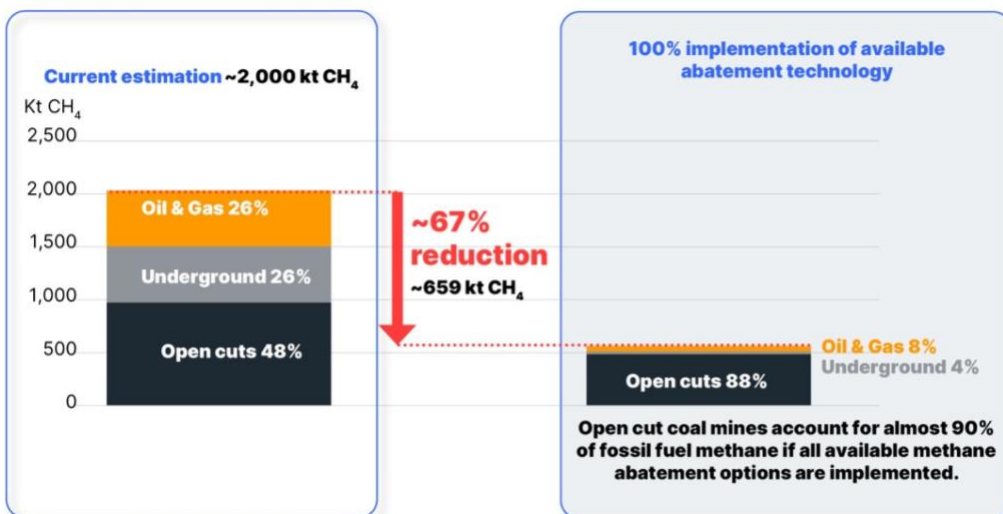 Current estimation ~2,000 kt CH₄
Kt CH₄
2,500
2,000
1,500
1,000
500
0
Oil & Gas 26%
Underground 26%
Open cuts 48%
~67%
reduction
~659 kt CH₄
100% implementation of available
abatement technology
Oil & Gas 8%
Underground 4%
Open cuts 88%
Open cut coal mines account for almost 90%
of fossil fuel methane if all available methane
abatement options are implemented.